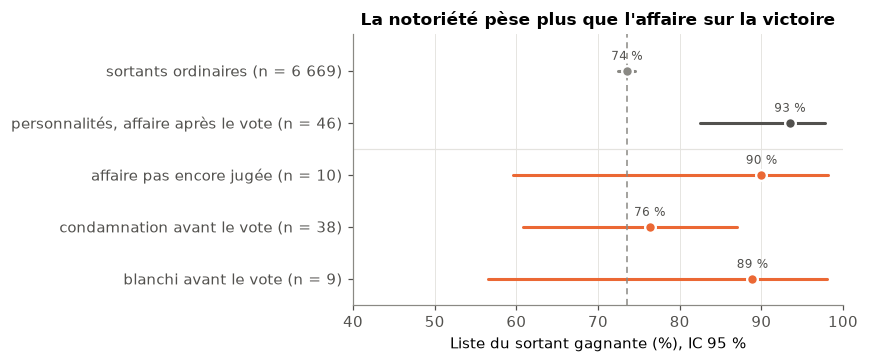 La notoriété pèse plus que l'affaire sur la victoire
sortants ordinaires (n = 6 669)
74 %
personnalités, affaire après le vote (n = 46)
93 %
affaire pas encore jugée (n = 10)
90 %
condamnation avant le vote (n = 38)
76 %
blanchi avant le vote (n = 9)
89 %
40 50 60 70 80 90 100
Liste du sortant gagnante (%), IC 95 %